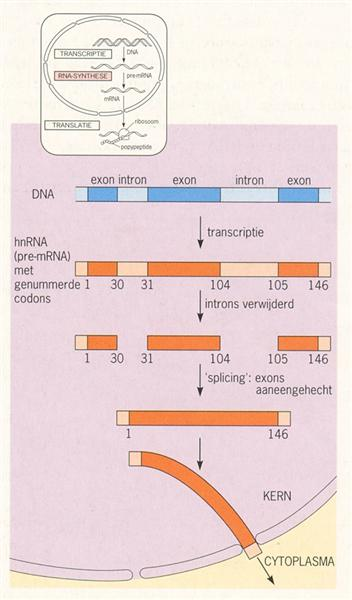 TRANSCRIPTIE
DNA
RNA-SYNTHESE
pre-mRNA
mRNA
TRANSLATIE
ribosoom
popypeptide
exon intron exon intron exon
DNA
transcriptie
hnRNA
(pre-mRNA)
met
genummerde
codons
1 30 31 104 105 146
introns verwijderd
1 30 31 104 105 146
'splicing': exons
aaneengehecht
1 146
KERN
CYTOPLASMA